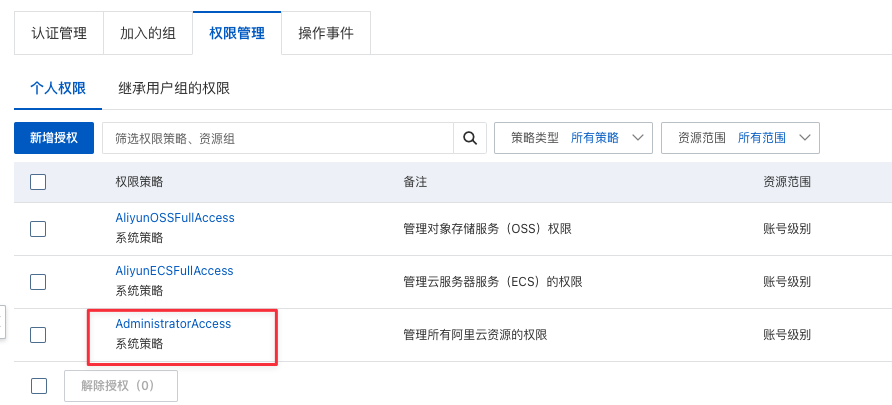 认证管理 加入的组 权限管理 操作事件
个人权限 继承用户组的权限
新增授权 筛选权限策略、资源组 策略类型 所有策略 资源范围 所有范围
权限策略 备注 资源范围
AliyunOSSFullAccess
系统策略 管理对象存储服务（OSS）权限 账号级别
AliyunECSFullAccess
系统策略 管理云服务器服务（ECS）的权限 账号级别
AdministratorAccess
系统策略 管理所有阿里云资源的权限 账号级别
解除授权（0）